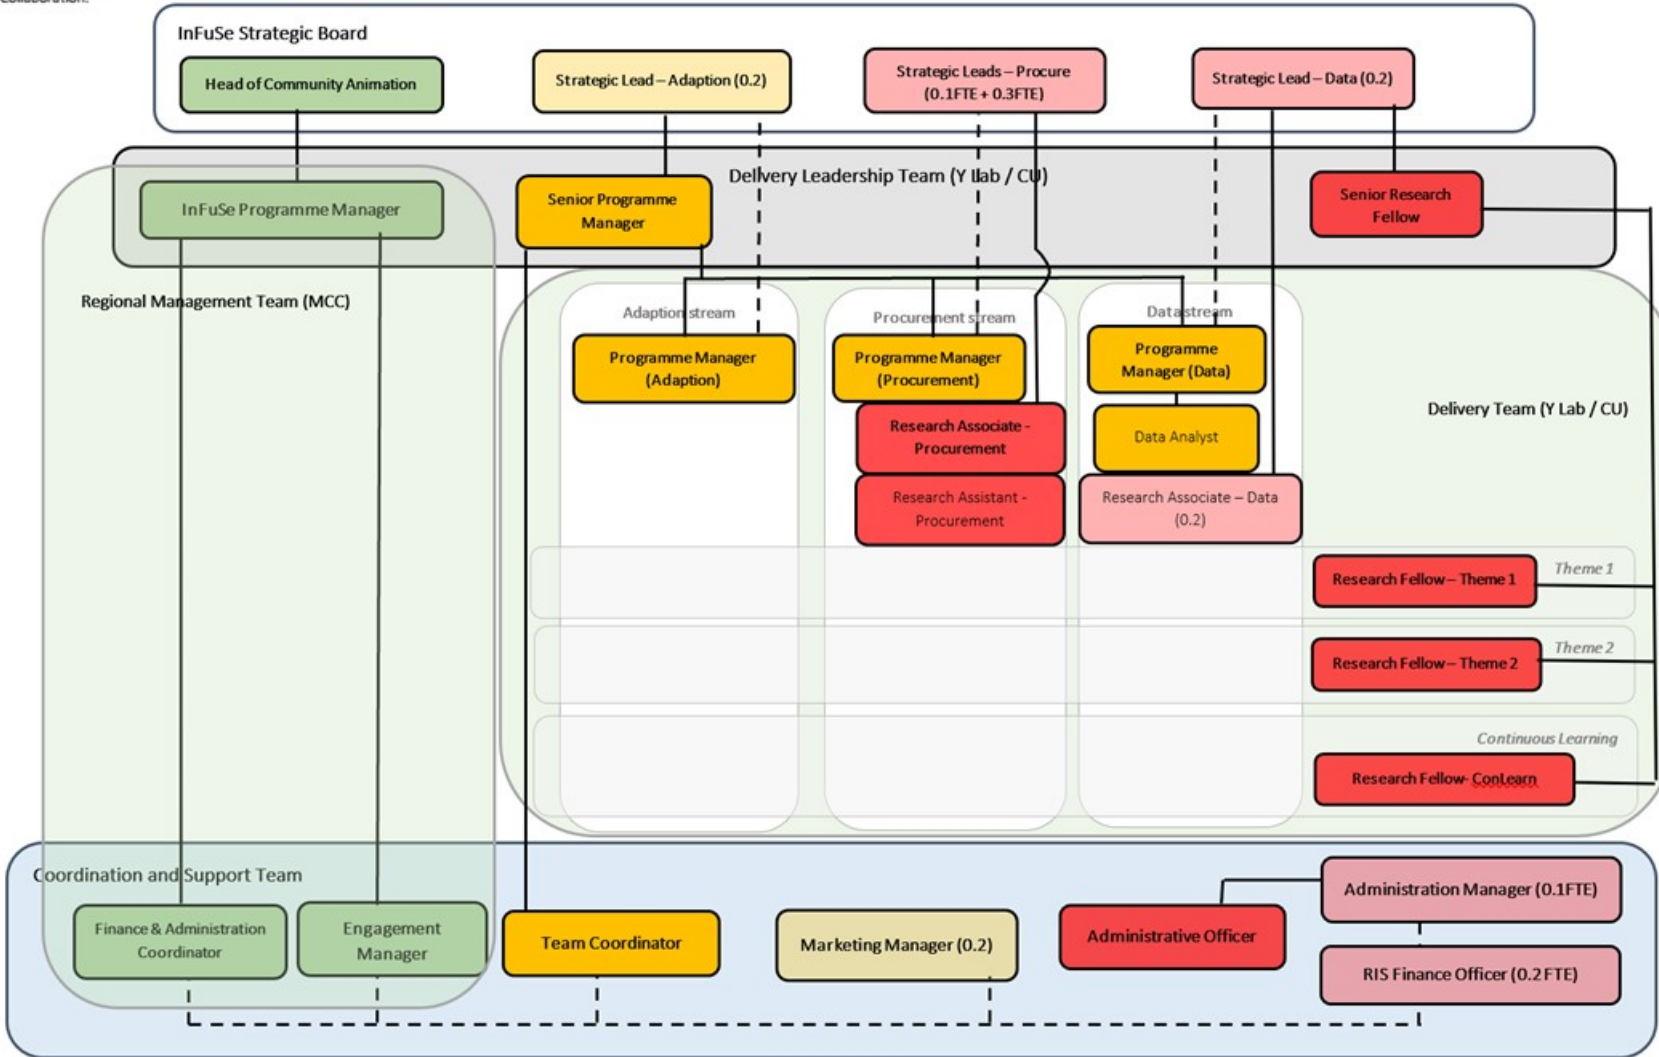 Collaboration.
InFuSe Strategic Board
Head of Community Animation
Strategic Lead – Adaption (0.2)
Strategic Leads – Procure
(0.1FTE + 0.3FTE)
Strategic Lead – Data (0.2)
Delivery Leadership Team (Y Lab / CU)
InFuSe Programme Manager
Senior Programme
Manager
Senior Research
Fellow
Regional Management Team (MCC)
Adaption stream
Procurement stream
Data stream
Programme Manager
(Adaption)
Programme Manager
(Procurement)
Programme
Manager (Data)
Delivery Team (Y Lab / CU)
Research Associate -
Procurement
Data Analyst
Research Assistant -
Procurement
Research Associate – Data
(0.2)
Research Fellow – Theme 1
Theme 1
Research Fellow – Theme 2
Theme 2
Continuous Learning
Research Fellow- ConLearn
Coordination and Support Team
Finance & Administration
Coordinator
Engagement
Manager
Team Coordinator
Marketing Manager (0.2)
Administrative Officer
Administration Manager (0.1FTE)
RIS Finance Officer (0.2 FTE)